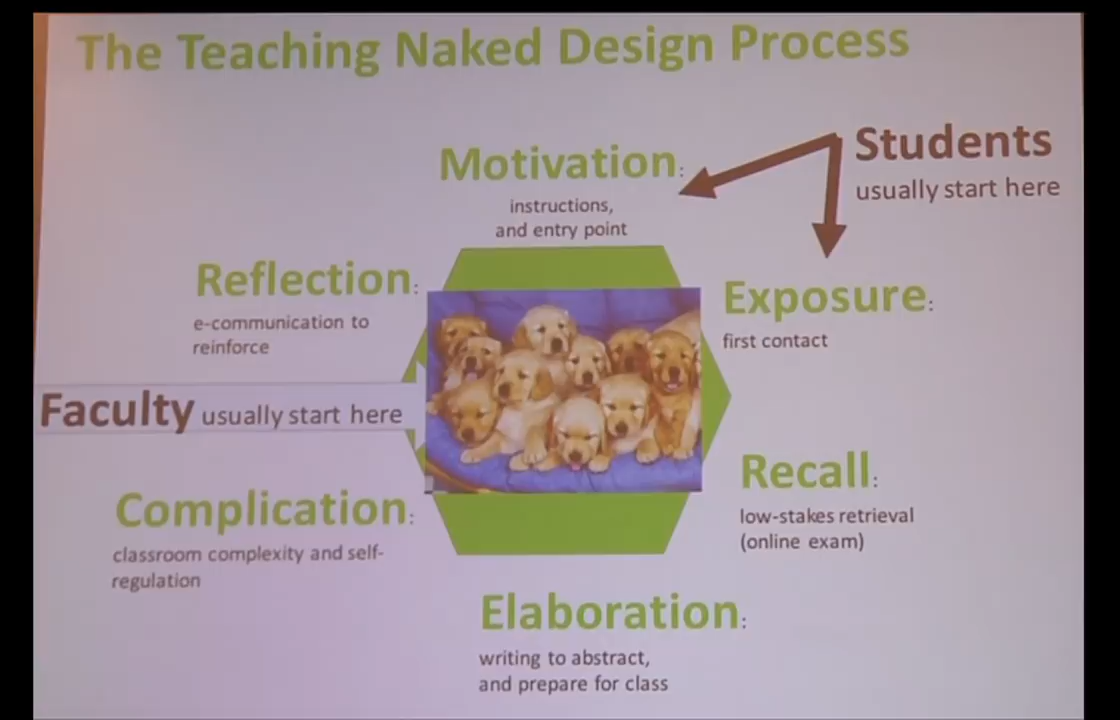 The Teaching Naked Design Process
Motivation:
instructions,
and entry point
Students
usually start here
Exposure:
first contact
Recall:
low-stakes retrieval
(online exam)
Elaboration:
writing to abstract,
and prepare for class
Complication:
classroom complexity and self-
regulation
Faculty usually start here
Reflection:
e-communication to
reinforce